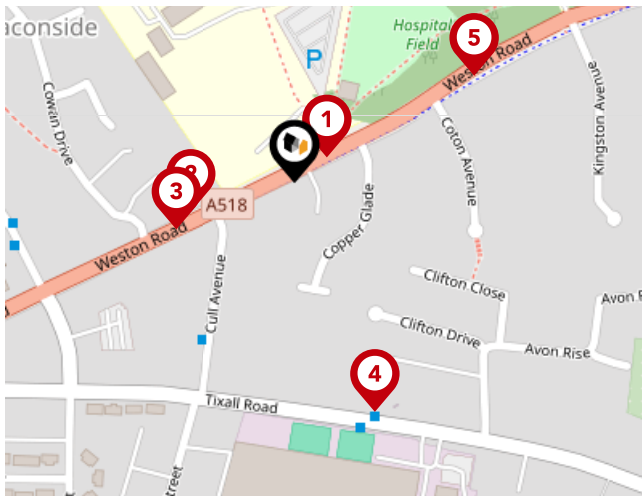 aconside
Hospital
Field
P
5
Weston Road
Kingston Avenue
Cowan Drive
1
Coton Avenue
2
3
A518
Weston Road
Copper Glade
Cull Avenue
Clifton Close
Avon R
Clifton Drive
Avon Rise
4
Tixall Road
treet